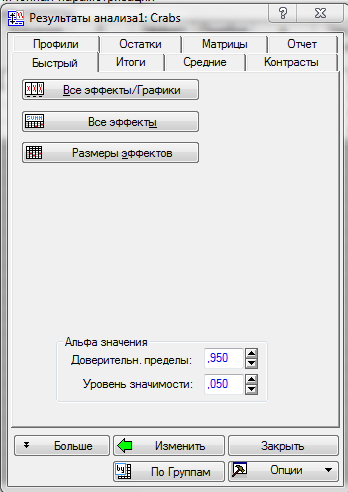 Результаты анализа1: Crabs
Профили Остатки Матрицы Отчет
Быстрый Итоги Средние Контрасты
Все эффекты/Графики
Все эффекты
Размеры эффектов
Альфа значения
Доверительн. пределы: ,950
Уровень значимости: ,050
Больше Изменить Закрыть
По Группам Опции